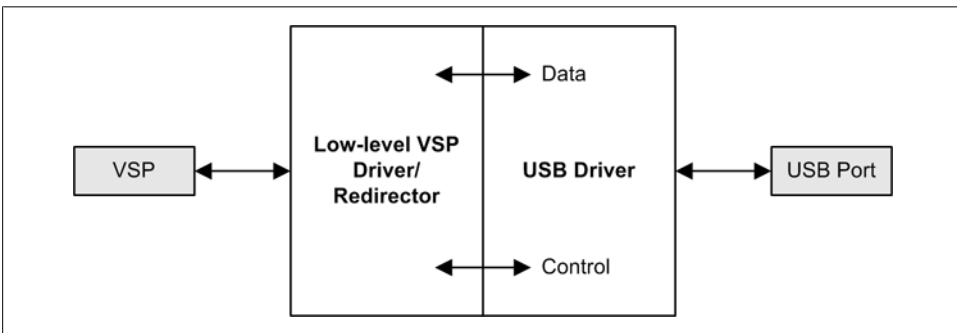 Data
VSP
Low-level VSP
Driver/
Redirector
USB Driver
USB Port
Control